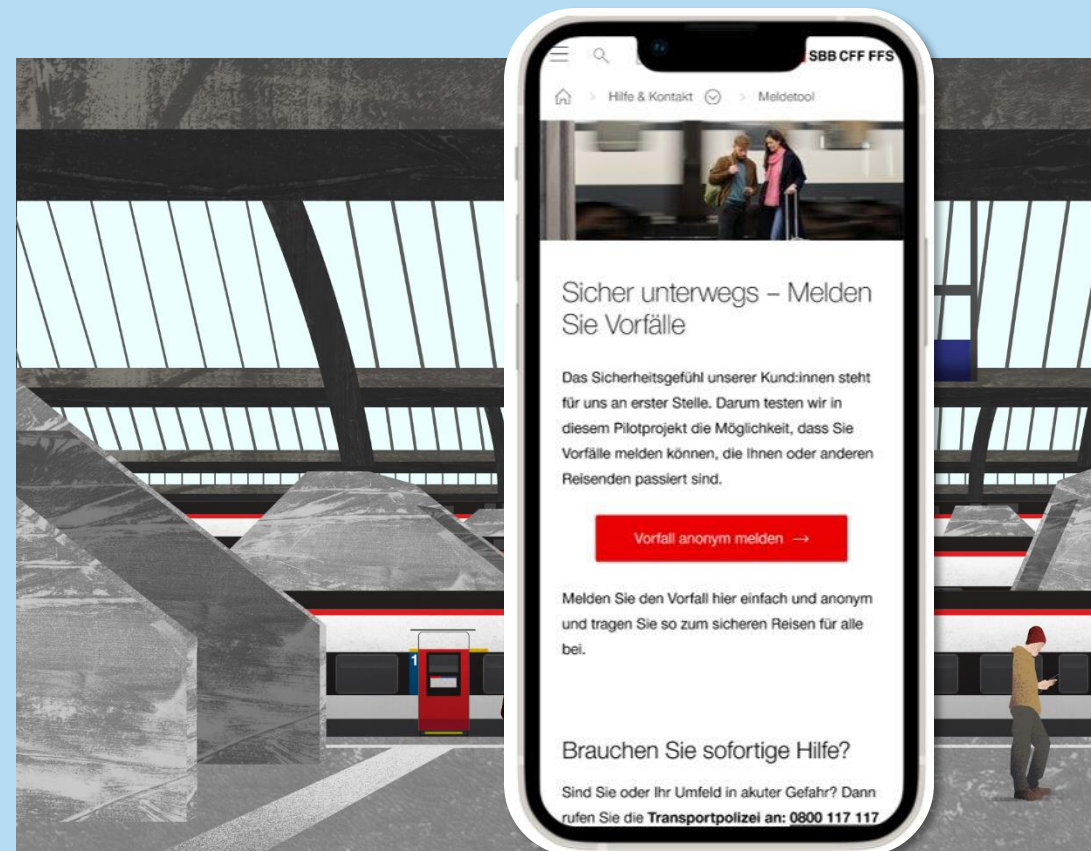 SBB CFF FFS
Hilfe & Kontakt > Meldetool
Sicher unterwegs – Melden
Sie Vorfälle
Das Sicherheitsgefühl unserer Kund:innen steht
für uns an erster Stelle. Darum testen wir in
diesem Pilotprojekt die Möglichkeit, dass Sie
Vorfälle melden können, die Ihnen oder anderen
Reisenden passiert sind.
Vorfall anonym melden →
Melden Sie den Vorfall hier einfach und anonym
und tragen Sie so zum sicheren Reisen für alle
bei.
1
Brauchen Sie sofortige Hilfe?
Sind Sie oder Ihr Umfeld in akuter Gefahr? Dann
rufen Sie die Transportpolizei an: 0800 117 117